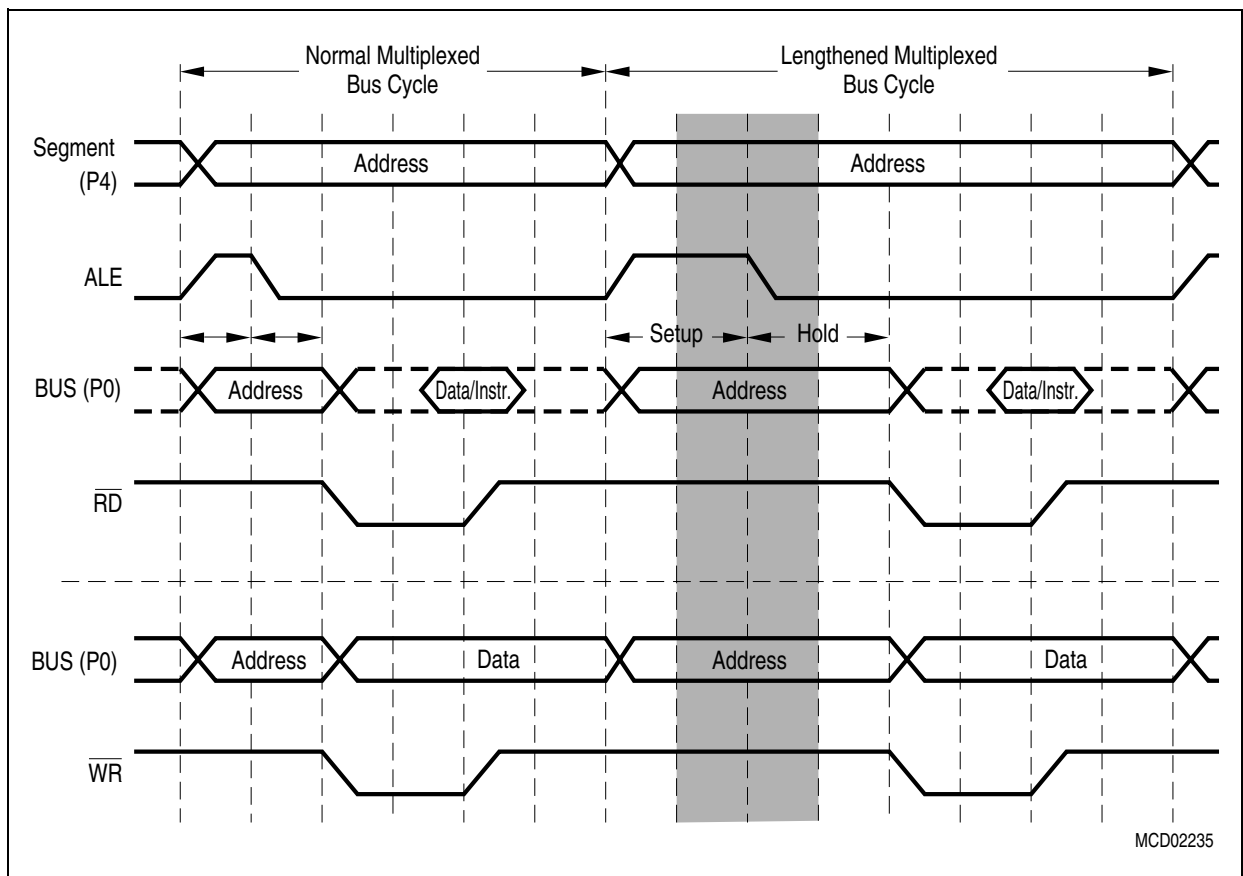 Normal Multiplexed
Bus Cycle
Lengthened Multiplexed
Bus Cycle
Segment
(P4)
Address
Address
ALE
Setup
Hold
BUS (P0)
Address
Data/Instr.
Address
Data/Instr.
RD
BUS (P0)
Address
Data
Address
Data
WR
MCD02235